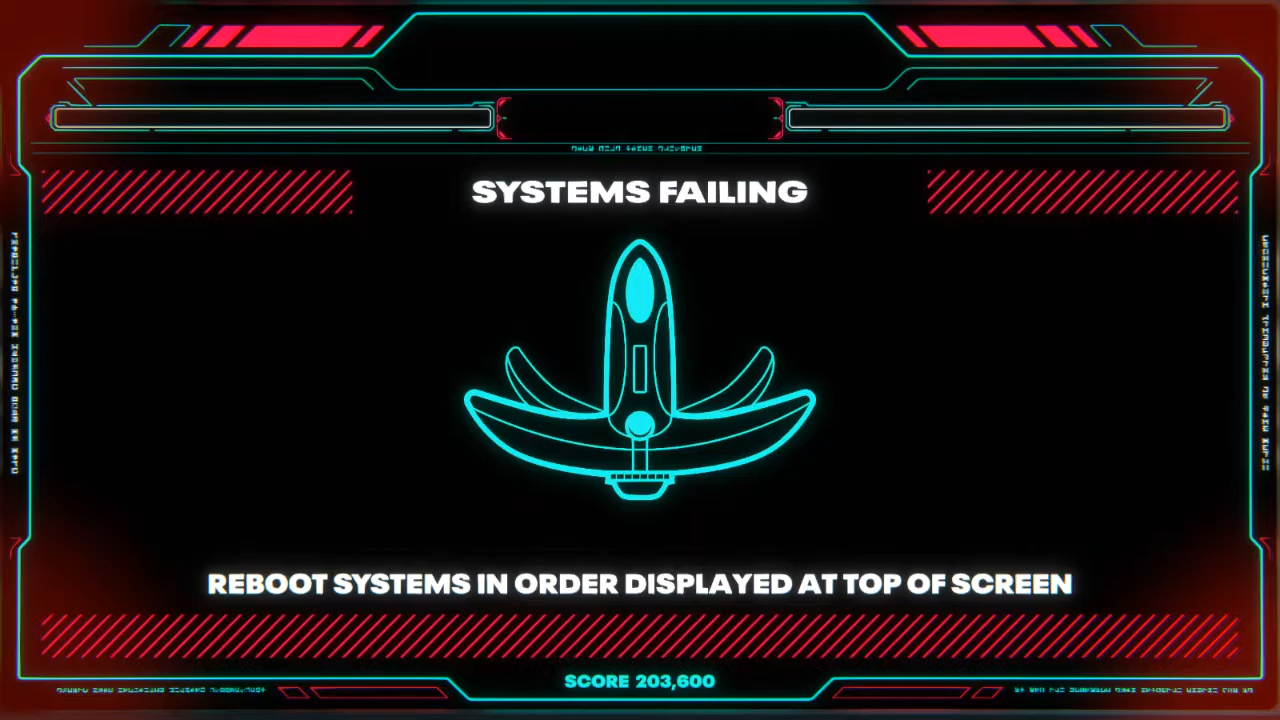 SYSTEMS FAILING
REBOOT SYSTEMS IN ORDER DISPLAYED AT TOP OF SCREEN
SCORE 203,600